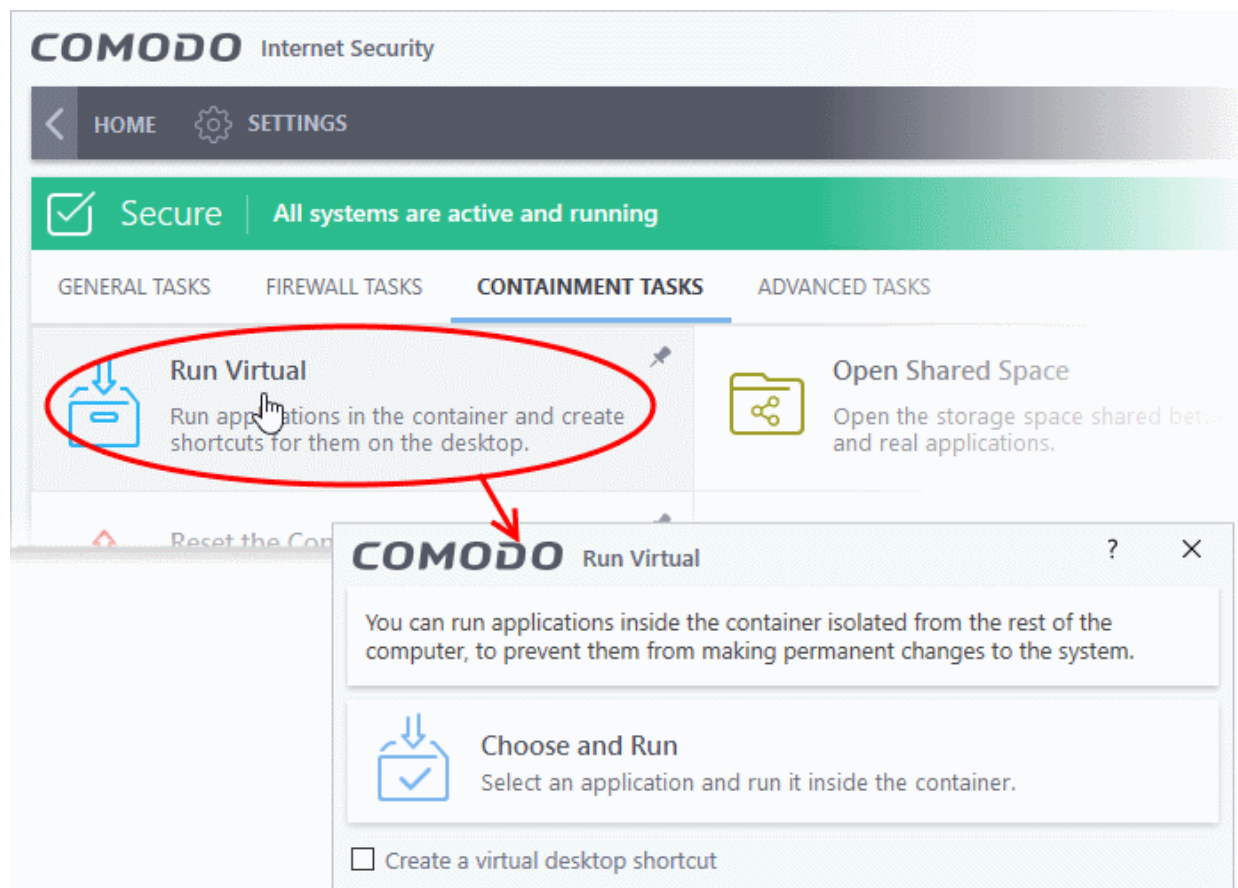 COMODO Internet Security
HOME SETTINGS
Secure All systems are active and running
GENERAL TASKS FIREWALL TASKS CONTAINMENT TASKS ADVANCED TASKS
Run Virtual
Run applications in the container and create
shortcuts for them on the desktop.
Open Shared Space
Open the storage space shared
and real applications.
Reset the
COMODO Run Virtual ?
You can run applications inside the container isolated from the rest of the
computer, to prevent them from making permanent changes to the system.
Choose and Run
Select an application and run it inside the container.
Create a virtual desktop shortcut